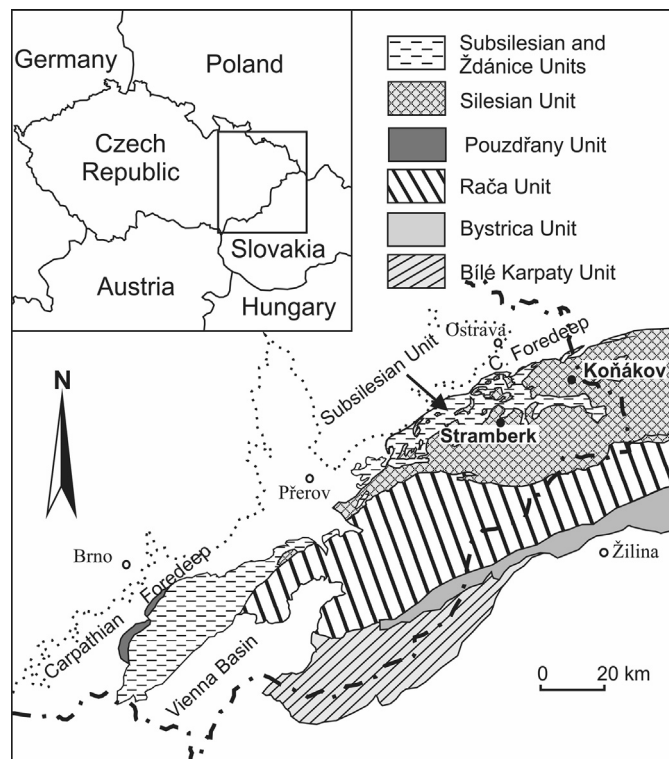 Germany
Poland
Czech
Republic
Slovakia
Austria
Hungary
Subsilesian and
Ždánice Units
Silesian Unit
Pouzdřany Unit
Rača Unit
Bystrica Unit
Bílé Karpaty Unit
Ostrava
C. Foredeep
Subsilesian Unit
Koňákov
Stramberk
N
Přerov
Brno
Žilina
Carpathian Foredeep
Vienna Basin
0 20 km